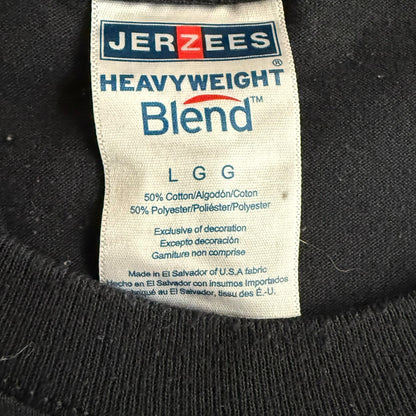 JERZEES
HEAVYWEIGHT®
Blend™
L G G
50% Cotton/Algodón/Coton
50% Polyester/Poliéster/Polyester
Exclusive of decoration
Excepto decoración
Garniture non comprise
Made in El Salvador of U.S.A fabric
Hecho en El Salvador con insumos Importados
Fabriqué au El Salvador, tissu des É.-U.